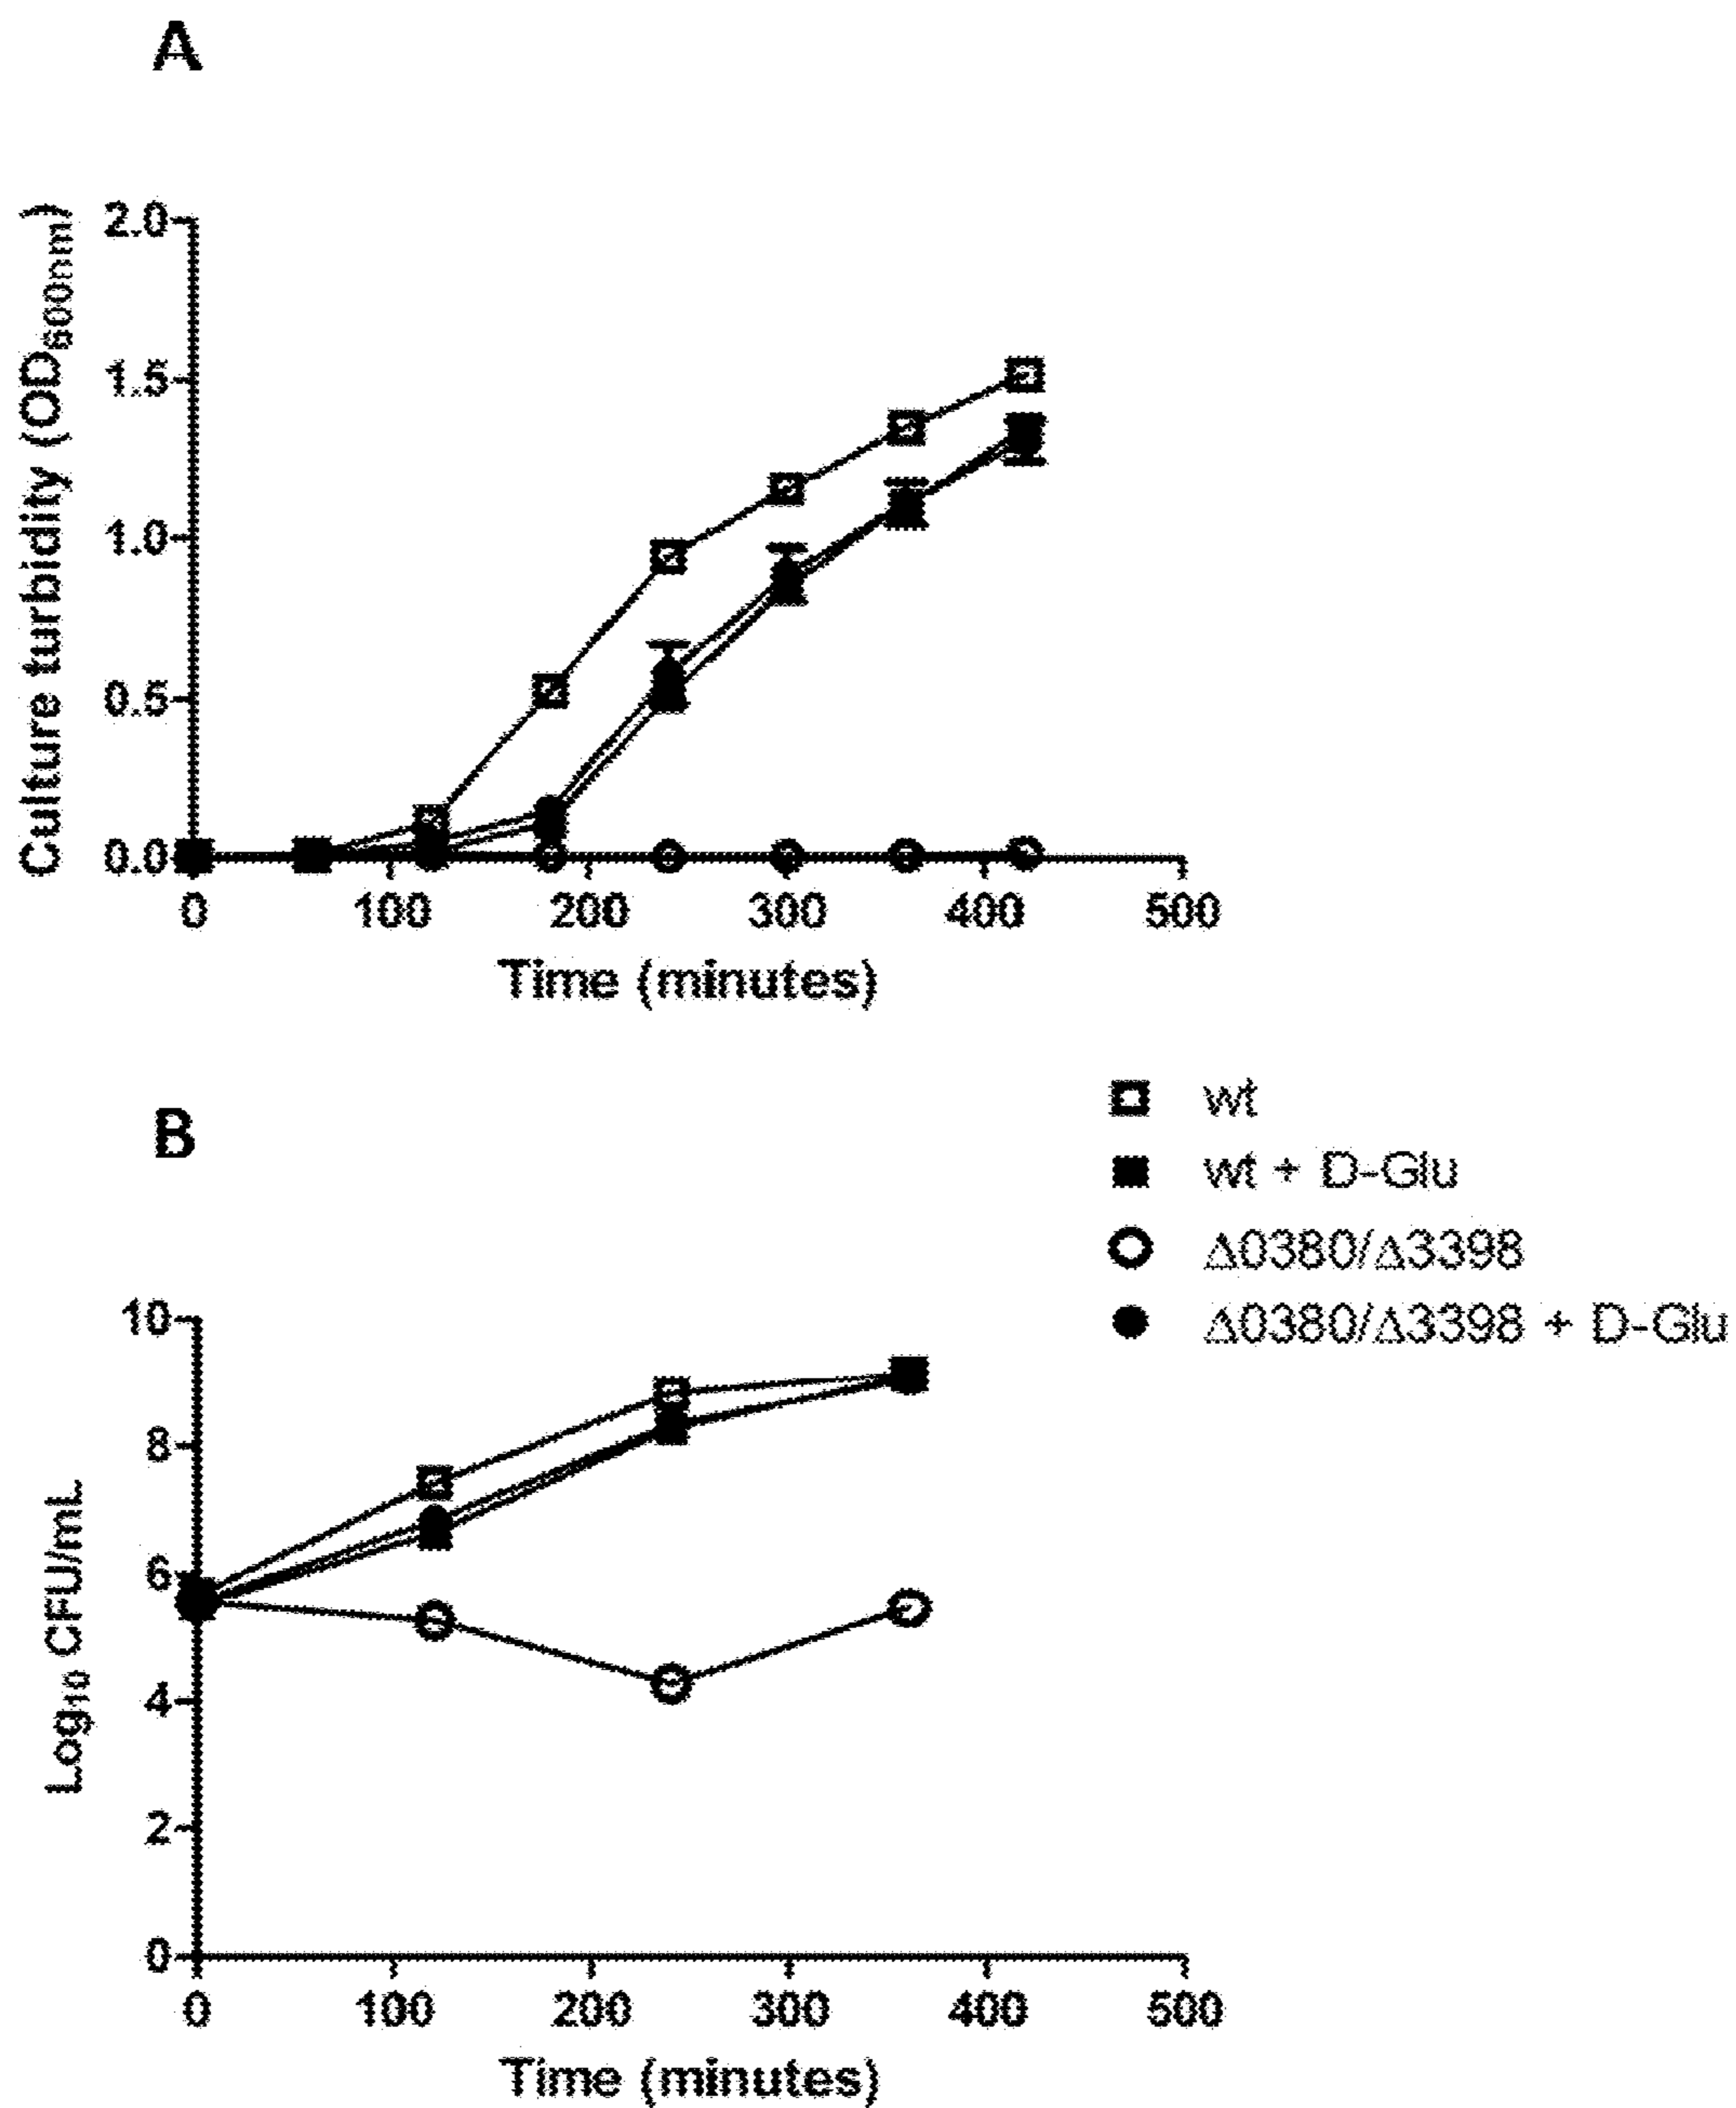 A
Culture turbidity (OD600nm)
2.0
1.5
1.0
0.5
0.0
0 100 200 300 400 500
Time (minutes)
B
wt
wt + D-Glu
Δ0380/Δ3398
Δ0380/Δ3398 + D-Glu
Log10 CFU/mL
10
8
6
4
2
0
0 100 200 300 400 500
Time (minutes)